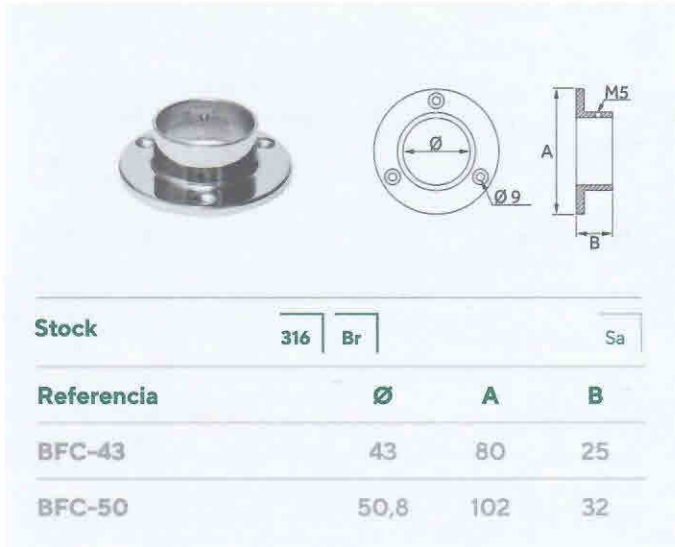 M5
Ø
A
Ø 9
B
Stock 316 Br Sa
Referencia Ø A B
BFC-43 43 80 25
BFC-50 50,8 102 32